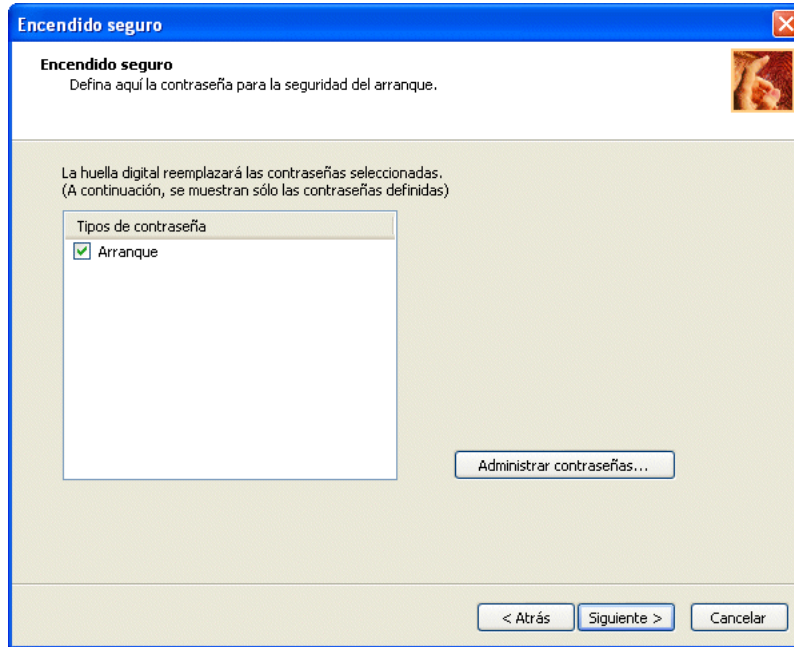 Encendido seguro
Encendido seguro
Defina aquí la contraseña para la seguridad del arranque.
La huella digital reemplazará las contraseñas seleccionadas.
(A continuación, se muestran sólo las contraseñas definidas)
Tipos de contraseña
Arranque
Administrar contraseñas...
< Atrás
Siguiente >
Cancelar